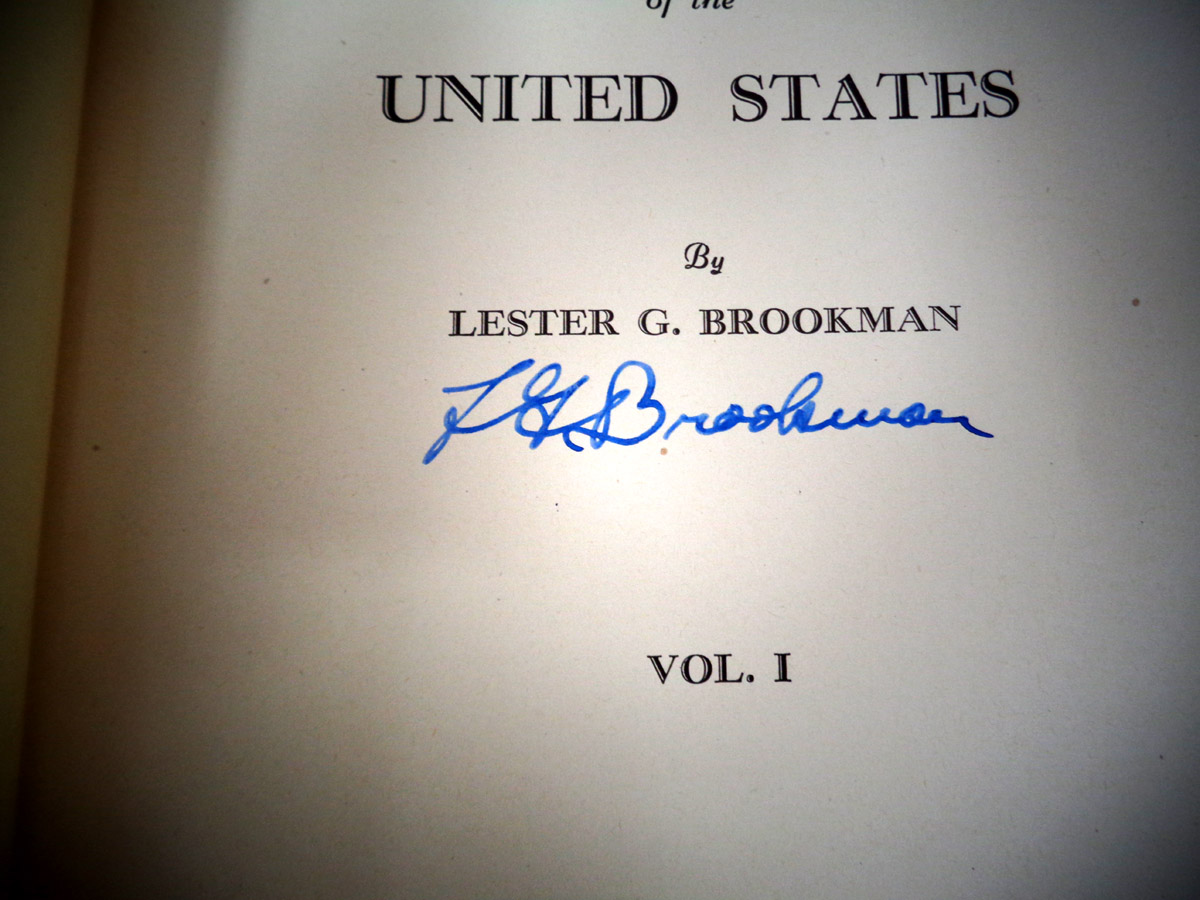 of the
UNITED STATES
By
LESTER G. BROOKMAN
L G Brookman
VOL. I